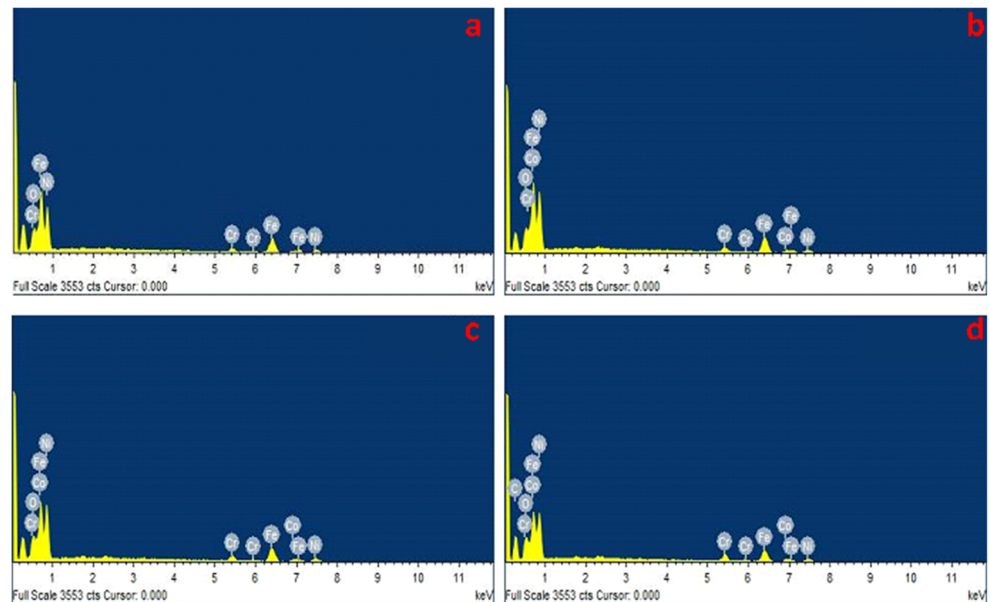 a
Fe
Ni
O
Cr
Cr Cr Fe Fe Ni
1 2 3 4 5 6 7 8 9 10 11
Full Scale 3553 cts Cursor: 0.000 keV
b
Ni
Fe
Co
O
Cr
Cr Cr Fe Co Fe Ni
1 2 3 4 5 6 7 8 9 10 11
Full Scale 3553 cts Cursor: 0.000 keV
c
Ni
Fe
Co
O
Cr
Cr Cr Fe Co Fe Ni
1 2 3 4 5 6 7 8 9 10 11
Full Scale 3553 cts Cursor: 0.000 keV
d
Ni
Fe
C Co
O
Cr
Cr Cr Fe Co Fe Ni
1 2 3 4 5 6 7 8 9 10 11
Full Scale 3553 cts Cursor: 0.000 keV